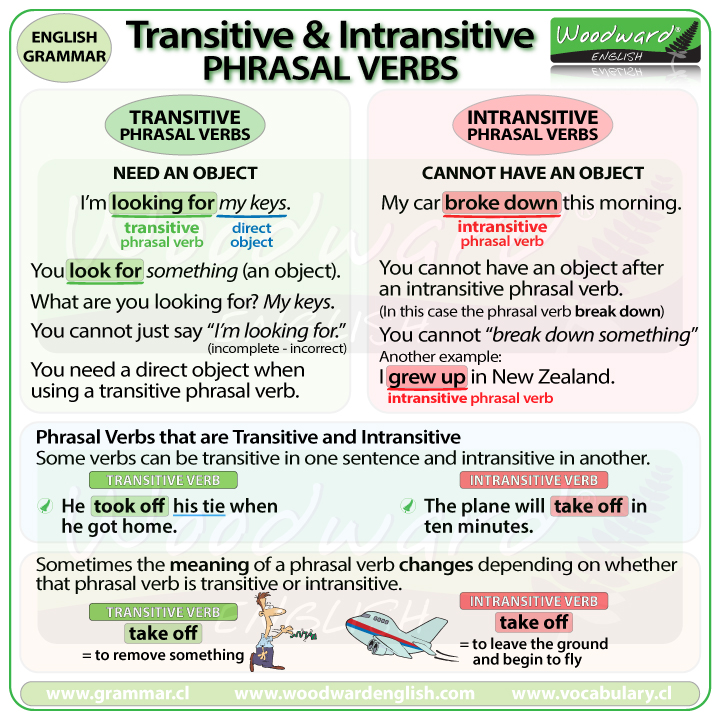 ENGLISH
GRAMMAR
Transitive & Intransitive
PHRASAL VERBS
Woodward®
ENGLISH
TRANSITIVE
PHRASAL VERBS
NEED AN OBJECT
I'm looking for my keys.
transitive
phrasal verb
direct
object
You look for something (an object).
What are you looking for? My keys.
You cannot just say "I'm looking for."
(incomplete - incorrect)
You need a direct object when
using a transitive phrasal verb.
INTRANSITIVE
PHRASAL VERBS
CANNOT HAVE AN OBJECT
My car broke down this morning.
intransitive
phrasal verb
You cannot have an object after
an intransitive phrasal verb.
(In this case the phrasal verb break down)
You cannot "break down something"
Another example:
I grew up in New Zealand.
intransitive phrasal verb
Phrasal Verbs that are Transitive and Intransitive
Some verbs can be transitive in one sentence and intransitive in another.
TRANSITIVE VERB
He took off his tie when
he got home.
INTRANSITIVE VERB
The plane will take off in
ten minutes.
Sometimes the meaning of a phrasal verb changes depending on whether
that phrasal verb is transitive or intransitive.
TRANSITIVE VERB
take off
= to remove something
INTRANSITIVE VERB
take off
= to leave the ground
and begin to fly
www.grammar.cl www.woodwardenglish.com www.vocabulary.cl